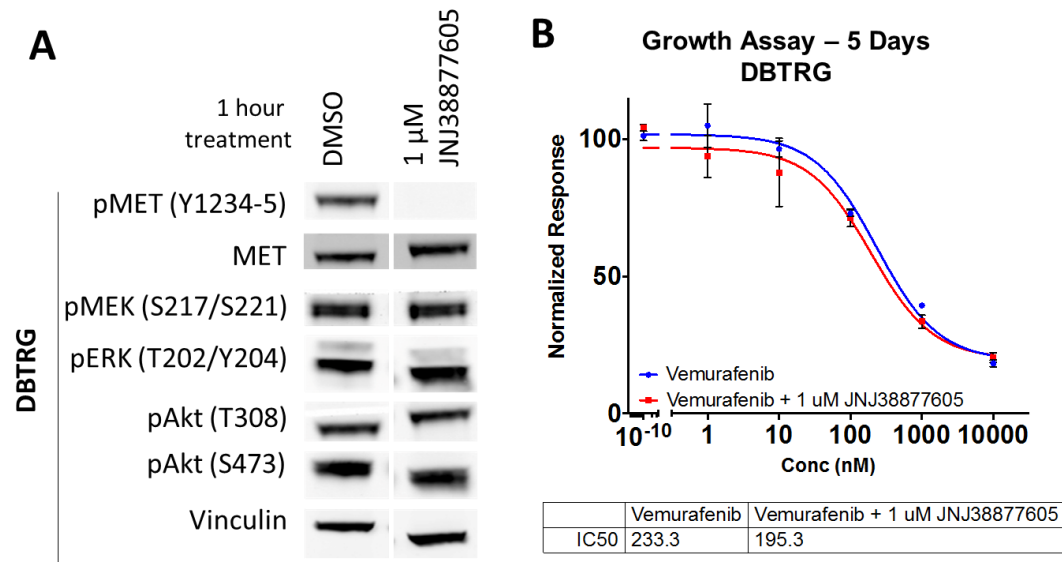 A
1 hour
treatment
DMSO
1 µM
JNJ38877605
DBTRG
pMET (Y1234-5)
MET
pMEK (S217/S221)
pERK (T202/Y204)
pAkt (T308)
pAkt (S473)
Vinculin
B
Growth Assay – 5 Days
DBTRG
Normalized Response
100
50
0
Vemurafenib
Vemurafenib + 1 uM JNJ38877605
10-10 1 10 100 1000 10000
Conc (nM)
Vemurafenib Vemurafenib + 1 uM JNJ38877605
IC50 233.3 195.3